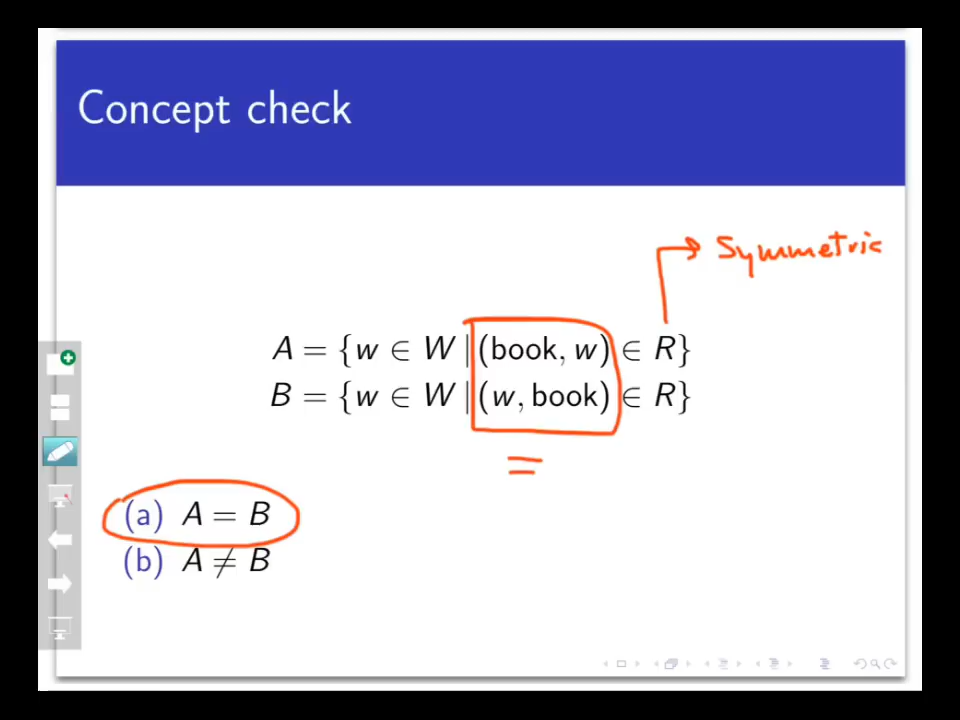 Concept check
Symmetric
A = {w ∈ W | (book, w) ∈ R}
B = {w ∈ W | (w, book) ∈ R}
=
(a) A = B
(b) A ≠ B